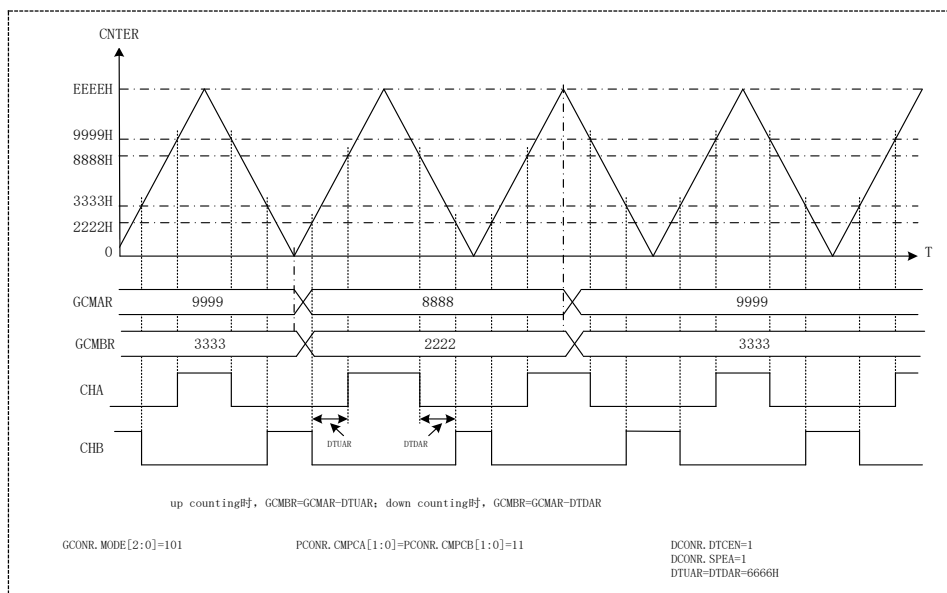 CNTER
EEEEH
9999H
8888H
3333H
2222H
0
T
GCMAR 9999 8888 9999
GCMBR 3333 2222 3333
CHA
DTUAR DTDAR
CHB
up counting时, GCMBR=GCMAR-DTUAR; down counting时, GCMBR=GCMAR-DTDAR
GCONR.MODE[2:0]=101 PCONR.CMPCA[1:0]=PCONR.CMPCB[1:0]=11 DCONR.DTCEN=1
DCONR.SPEA=1
DTUAR=DTDAR=6666H